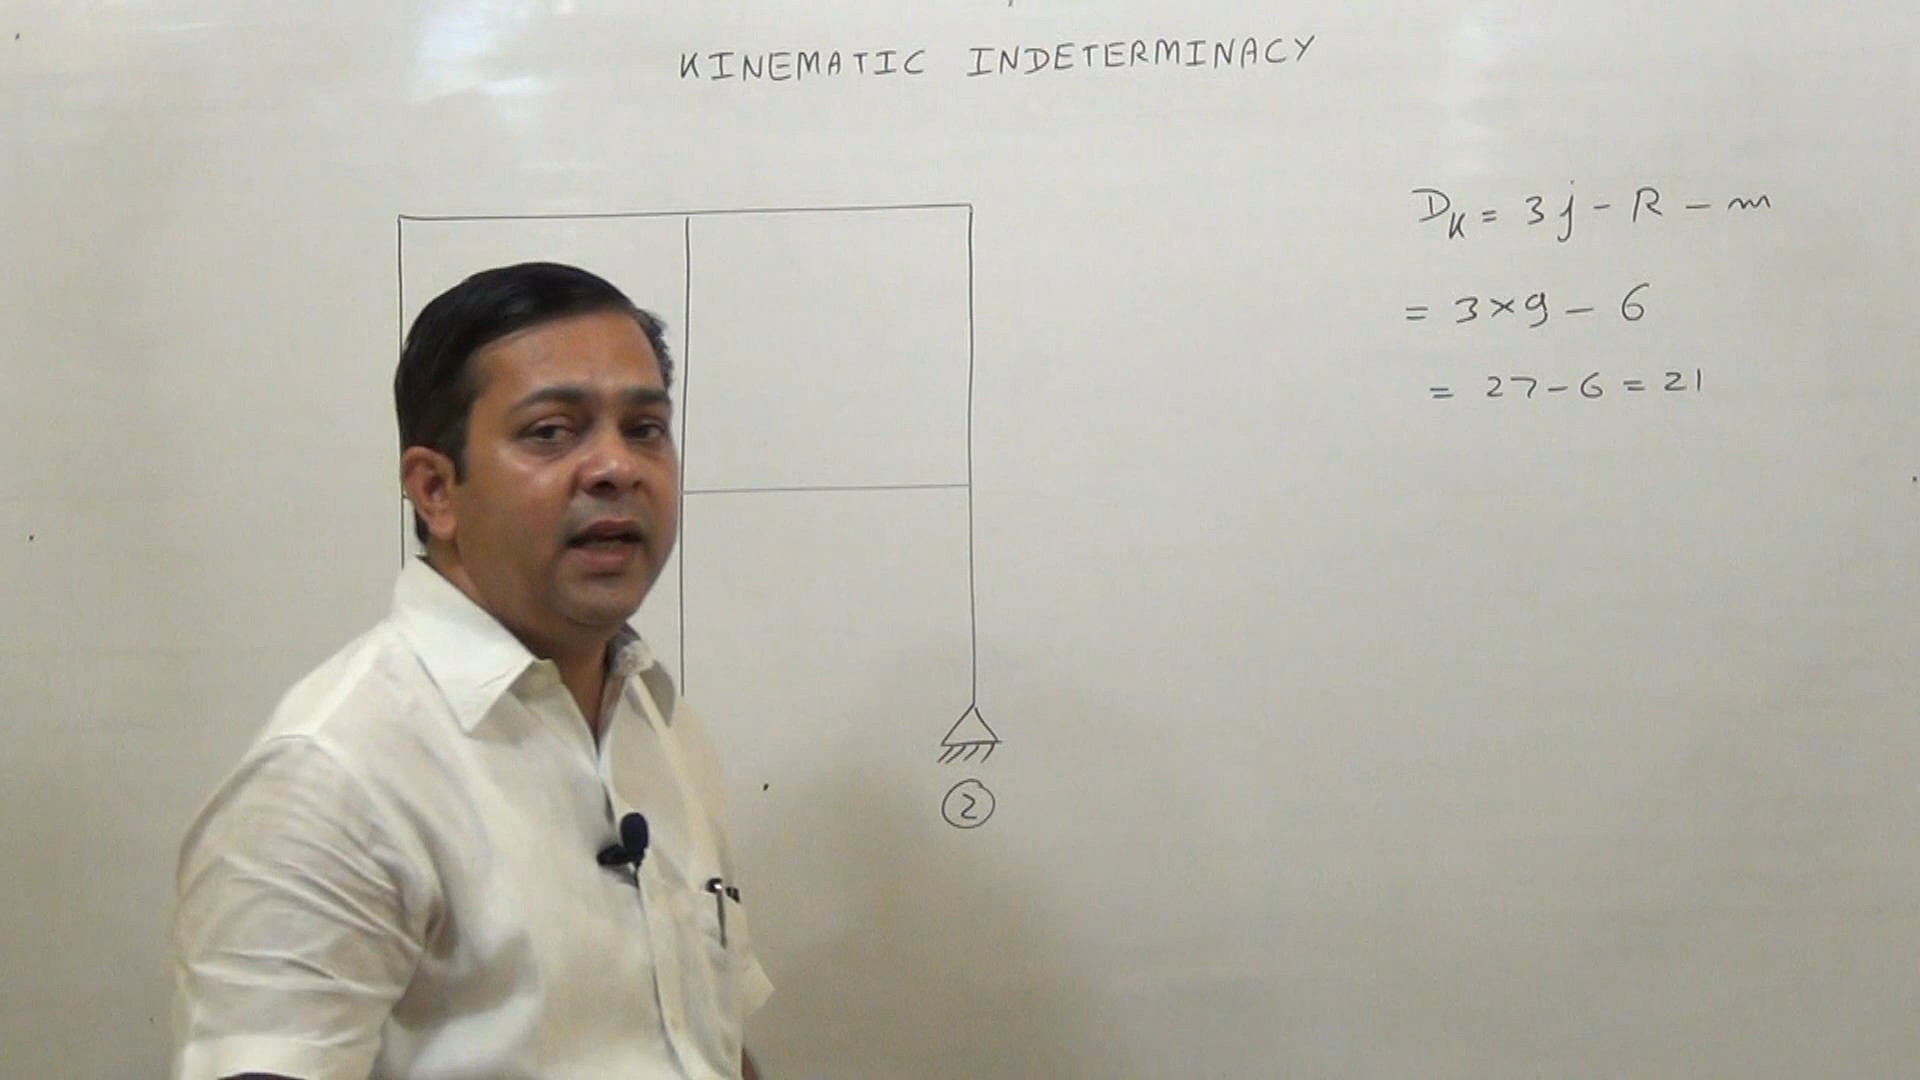 KINEMATIC INDETERMINACY
Dₖ = 3j - R - m
= 3×9 - 6
= 27 - 6 = 21
2